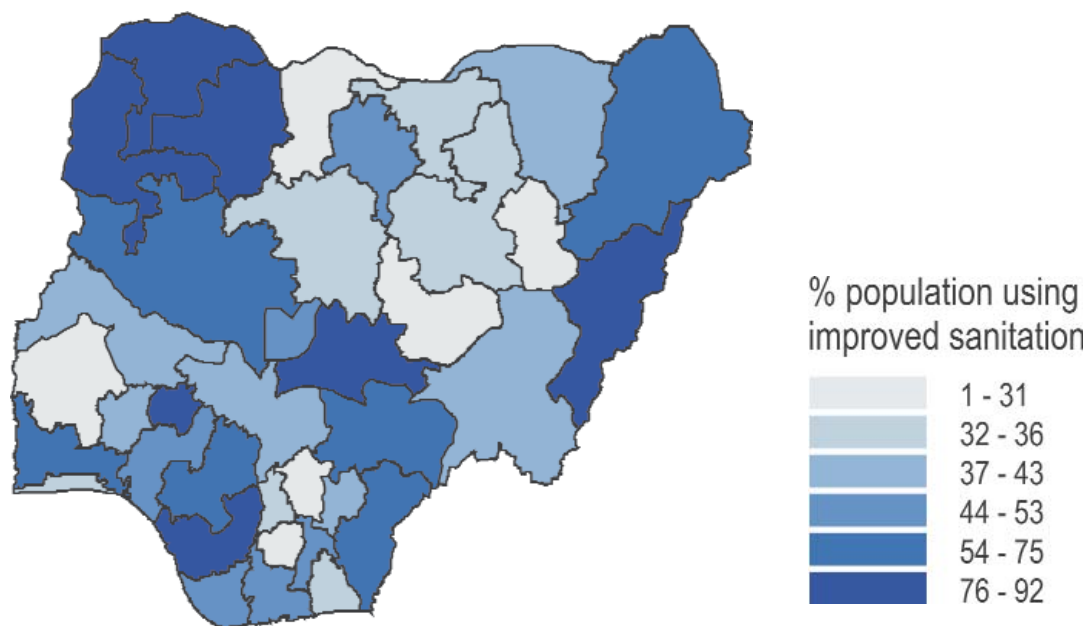 % population using
improved sanitation
1 - 31
32 - 36
37 - 43
44 - 53
54 - 75
76 - 92